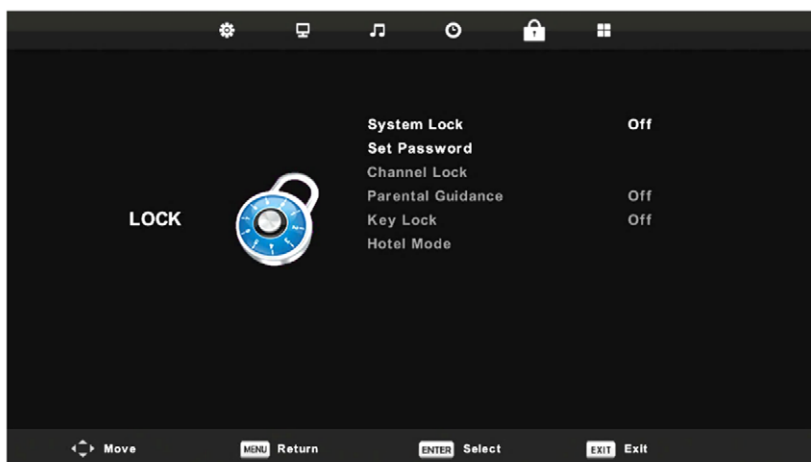 System Lock Off
Set Password
Channel Lock
Parental Guidance Off
LOCK
Key Lock Off
Hotel Mode
Move MENU Return ENTER Select EXIT Exit